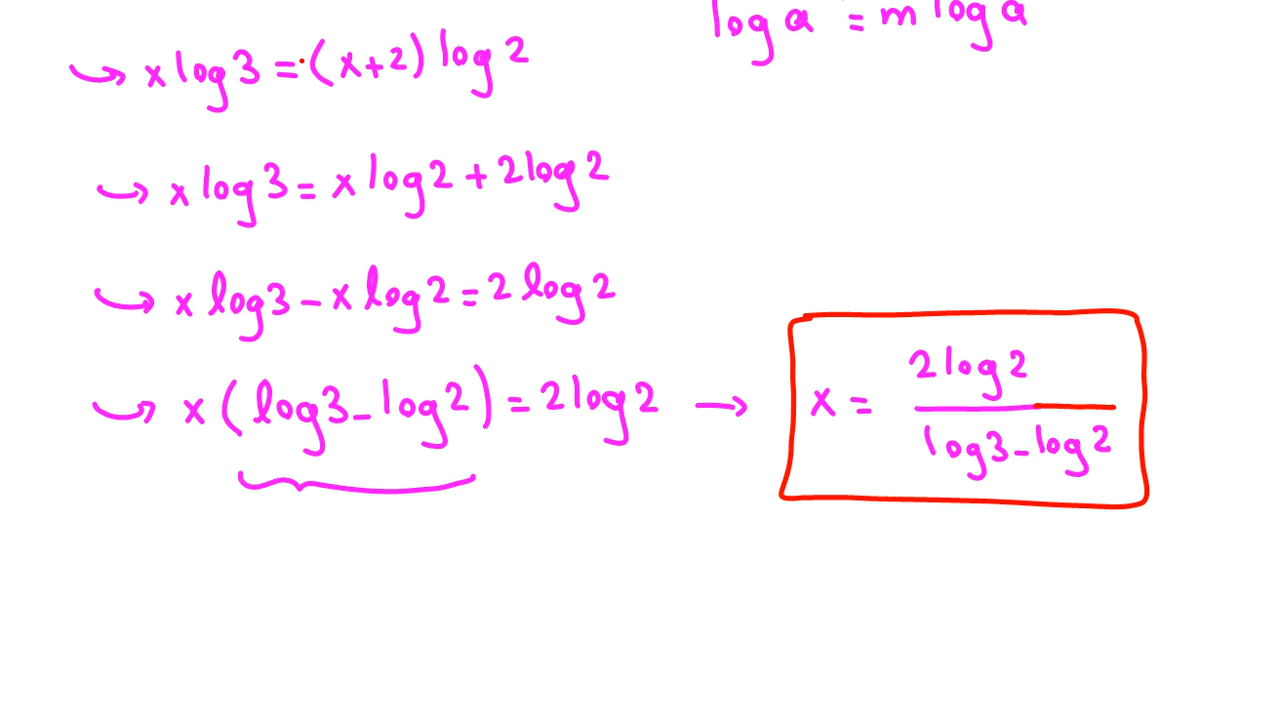 log a = m log a
→ x log 3 = (x+2) log 2
→ x log 3 = x log 2 + 2 log 2
→ x log 3 - x log 2 = 2 log 2
→ x (log 3 - log 2) = 2 log 2 → x = 2 log 2 / log 3 - log 2